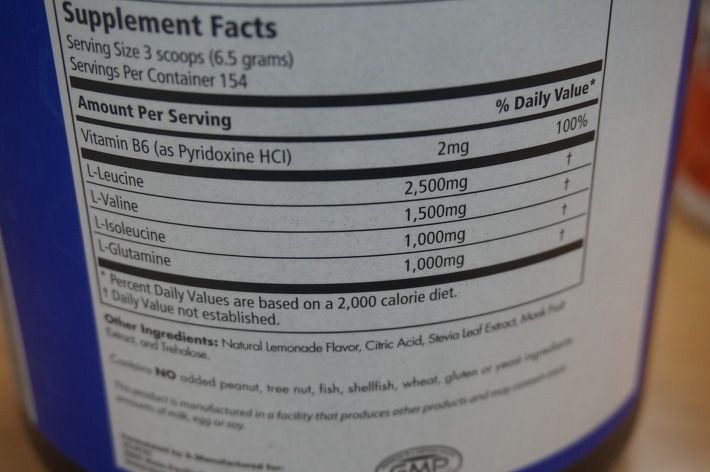 Supplement Facts
Serving Size 3 scoops (6.5 grams)
Servings Per Container 154
Amount Per Serving % Daily Value*
Vitamin B6 (as Pyridoxine HCl) 2mg 100%
L-Leucine 2,500mg †
L-Valine 1,500mg †
L-Isoleucine 1,000mg †
L-Glutamine 1,000mg †
* Percent Daily Values are based on a 2,000 calorie diet.
† Daily Value not established.
Other Ingredients: Natural Lemonade Flavor, Citric Acid, Stevia Leaf Extract, Monk Fruit
Extract, and Trehalose.
Contains NO added peanut, tree nut, fish, shellfish, wheat, gluten or yeast ingredients.
This product is manufactured in a facility that produces other products and may contain
amounts of milk, egg or soy.
GMP